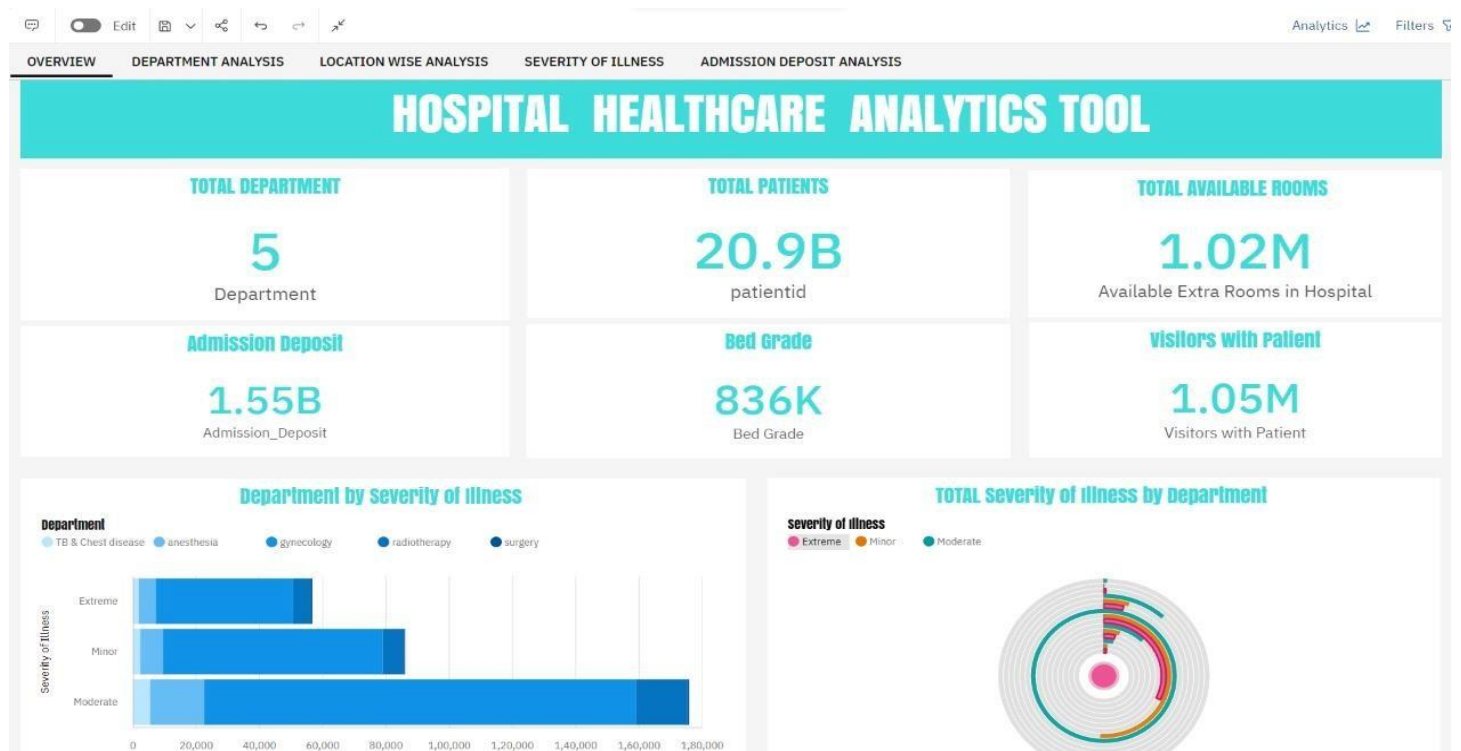 Edit Analytics Filters
OVERVIEW DEPARTMENT ANALYSIS LOCATION WISE ANALYSIS SEVERITY OF ILLNESS ADMISSION DEPOSIT ANALYSIS
HOSPITAL HEALTHCARE ANALYTICS TOOL
TOTAL DEPARTMENT
5
Department
TOTAL PATIENTS
20.9B
patientid
TOTAL AVAILABLE ROOMS
1.02M
Available Extra Rooms in Hospital
Admission Deposit
1.55B
Admission_Deposit
Bed Grade
836K
Bed Grade
Visitors with Patient
1.05M
Visitors with Patient
Department by Severity of Illness
Department
TB & Chest disease anesthesia gynecology radiotherapy surgery
Severity of Illness
Extreme
Minor
Moderate
0 20,000 40,000 60,000 80,000 1,00,000 1,20,000 1,40,000 1,60,000 1,80,000
TOTAL Severity of Illness by Department
Severity of Illness
Extreme Minor Moderate